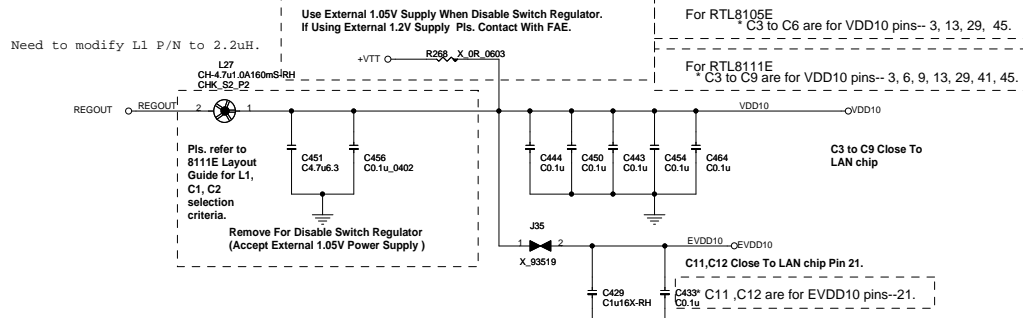 Use External 1.05V Supply When Disable Switch Regulator.
If Using External 1.2V Supply Pls. Contact With FAE.
For RTL8105E
* C3 to C6 are for VDD10 pins-- 3, 13, 29, 45.
Need to modify L1 P/N to 2.2uH.
+VTT
R268 X_0R_0603
For RTL8111E
* C3 to C9 are for VDD10 pins-- 3, 6, 9, 13, 29, 41, 45.
L27
CH-4.7u1.0A160mS-RH
CHK_S2_P2
REGOUT
REGOUT
2
1
VDD10
VDD10
Pls. refer to
8111E Layout
Guide for L1,
C1, C2
selection
criteria.
C451
C4.7u6.3
C456
C0.1u_0402
C444
C0.1u
C450
C0.1u
C443
C0.1u
C454
C0.1u
C464
C0.1u
C3 to C9 Close To
LAN chip
Remove For Disable Switch Regulator
(Accept External 1.05V Power Supply )
J35
1
2
X_93519
EVDD10
EVDD10
C11,C12 Close To LAN chip Pin 21.
C429
C1u16X-RH
C433
C0.1u
* C11 ,C12 are for EVDD10 pins--21.